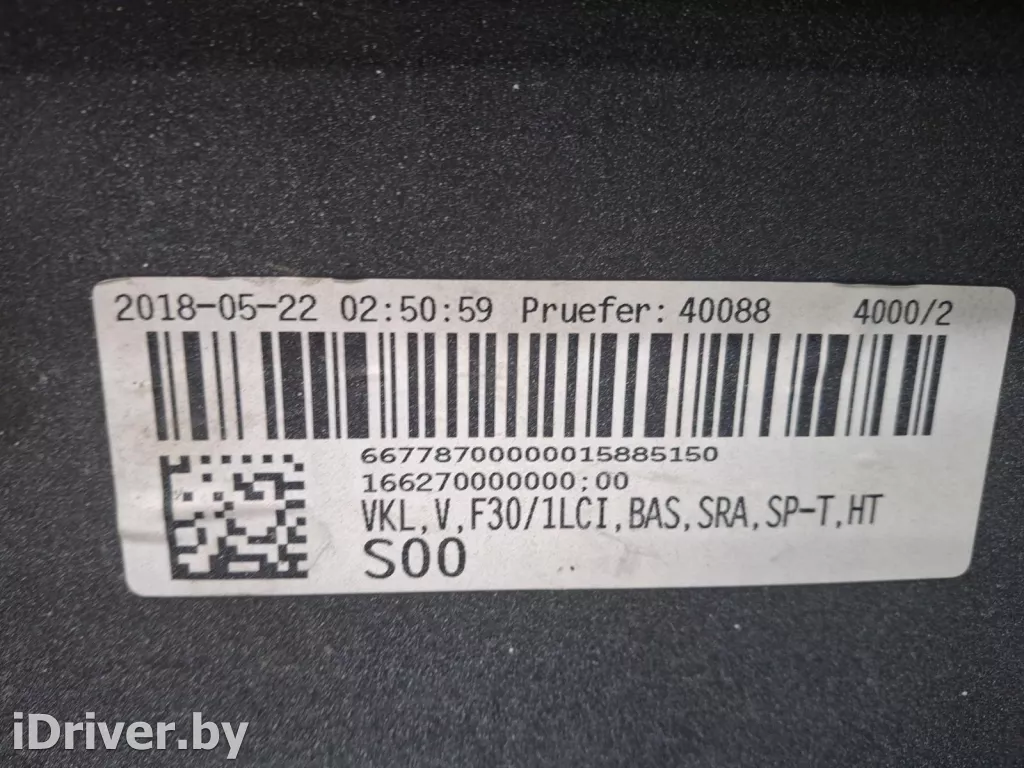 2018-05-22 02:50:59 Pruefer: 40088 4000/2
66778700000015885150
166270000000;00
VKL,V,F30/1LCI,BAS,SRA,SP-T,HT
S00
iDriver.by